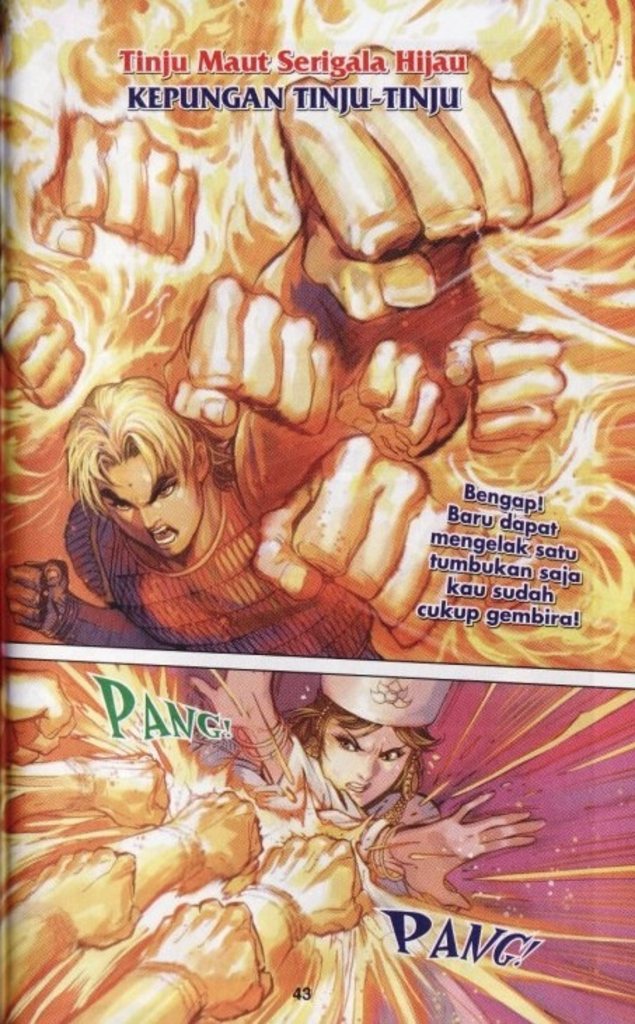 Tinju Maut Serigala Hijau
KEPUNGAN TINJU-TINJU
Bengap!
Baru dapat
mengelak satu
tumbukan saja
kau sudah
cukup gembira!
PANG!
PANG!
43